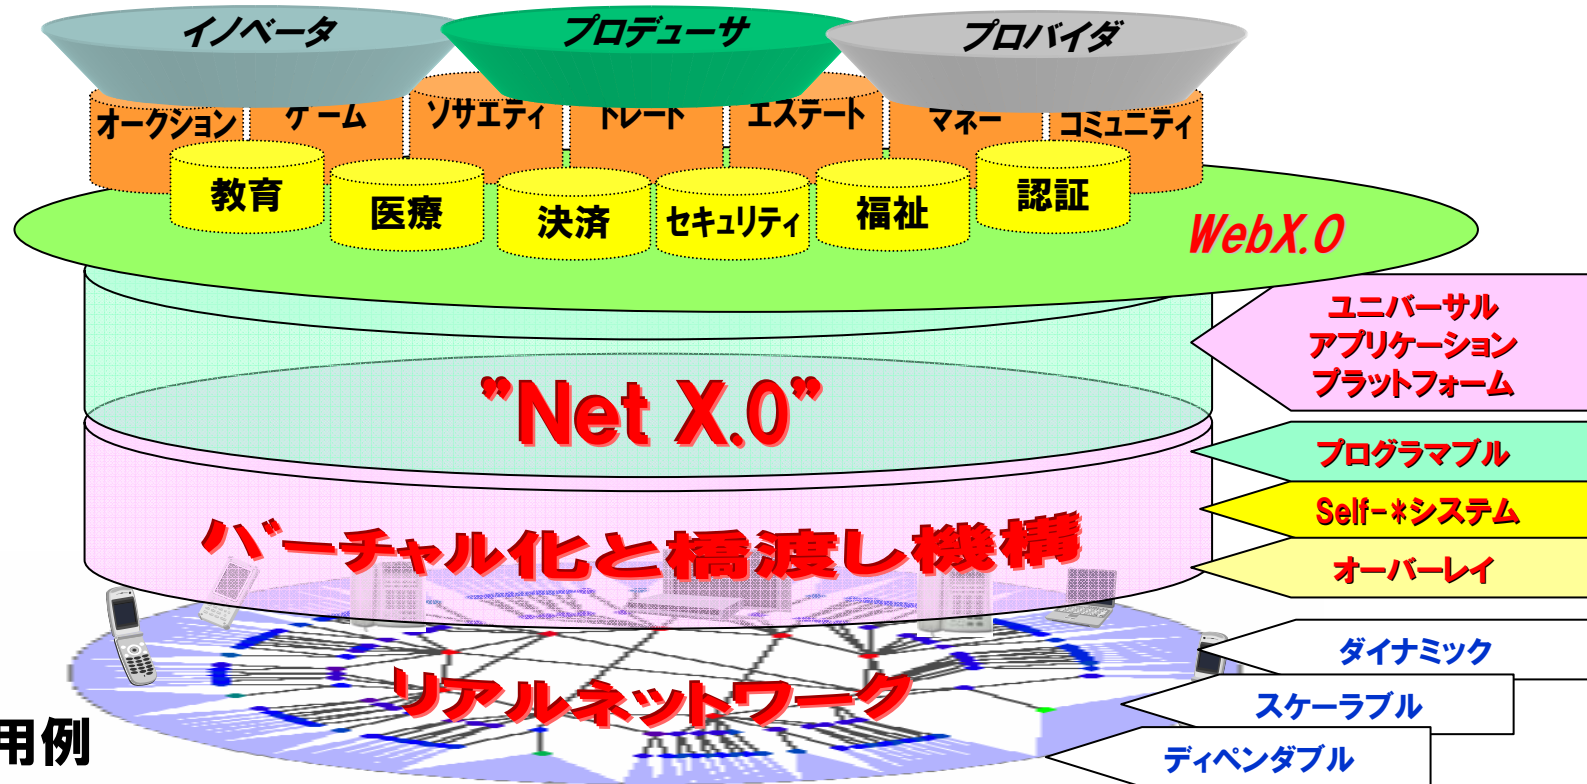 イノベータ
プロデューサ
プロバイダ
オークション
ゲーム
ソサエティ
トレード
エステート
マネー
コミュニティ
教育
医療
決済
セキュリティ
福祉
認証
WebX.0
ユニバーサル
アプリケーション
プラットフォーム
”Net X.0”
プログラマブル
Self-*システム
バーチャル化と橋渡し機構
オーバーレイ
ダイナミック
リアルネットワーク
スケーラブル
用例
ディペンダブル